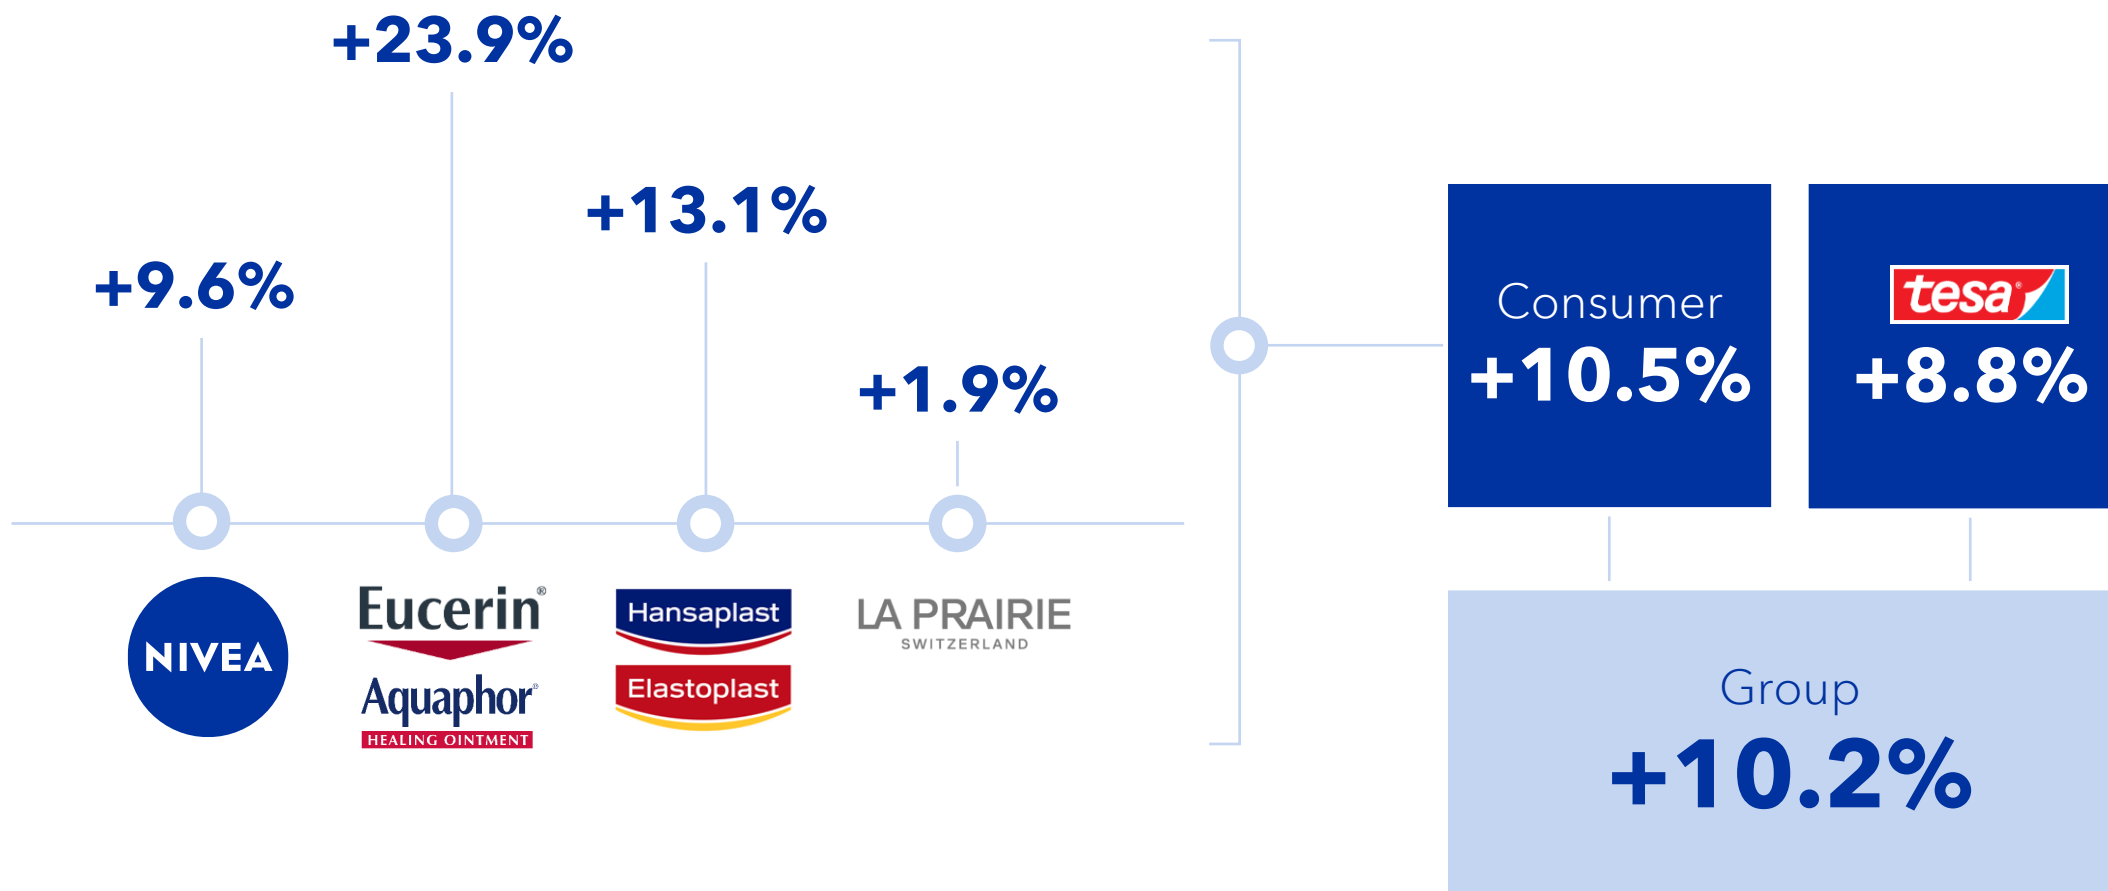 +23.9%
+13.1%
+9.6%
+1.9%
NIVEA
Eucerin®
Aquaphor®
HEALING OINTMENT
Hansaplast
Elastoplast
LA PRAIRIE
SWITZERLAND
Consumer
+10.5%
tesa®
+8.8%
Group
+10.2%